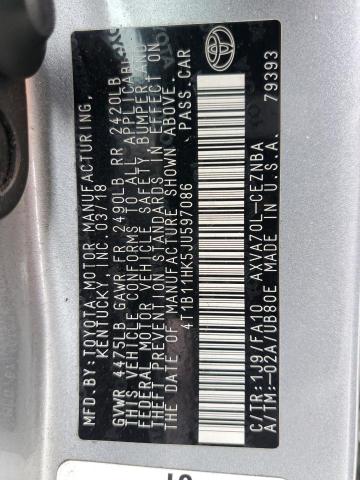 MFD.BY:TOYOTA MOTOR MANUFACTURING,
KENTUCKY, INC.03/18
GVWR 4475LB GAWR FR 2490LB RR 2420LB
THIS VEHICLE CONFORMS TO ALL APPLICABLE
FEDERAL MOTOR VEHICLE SAFETY, BUMPER, AND
THEFT PREVENTION STANDARDS IN EFFECT ON
THE DATE OF MANUFACTURE SHOWN ABOVE.
4T1B11HK5JU597086 PASS.CAR
C/TR:1J9/FA10 AXVA70L-CEZNBA
A/TM:-02A/UB80E MADE IN U.S.A. 79393